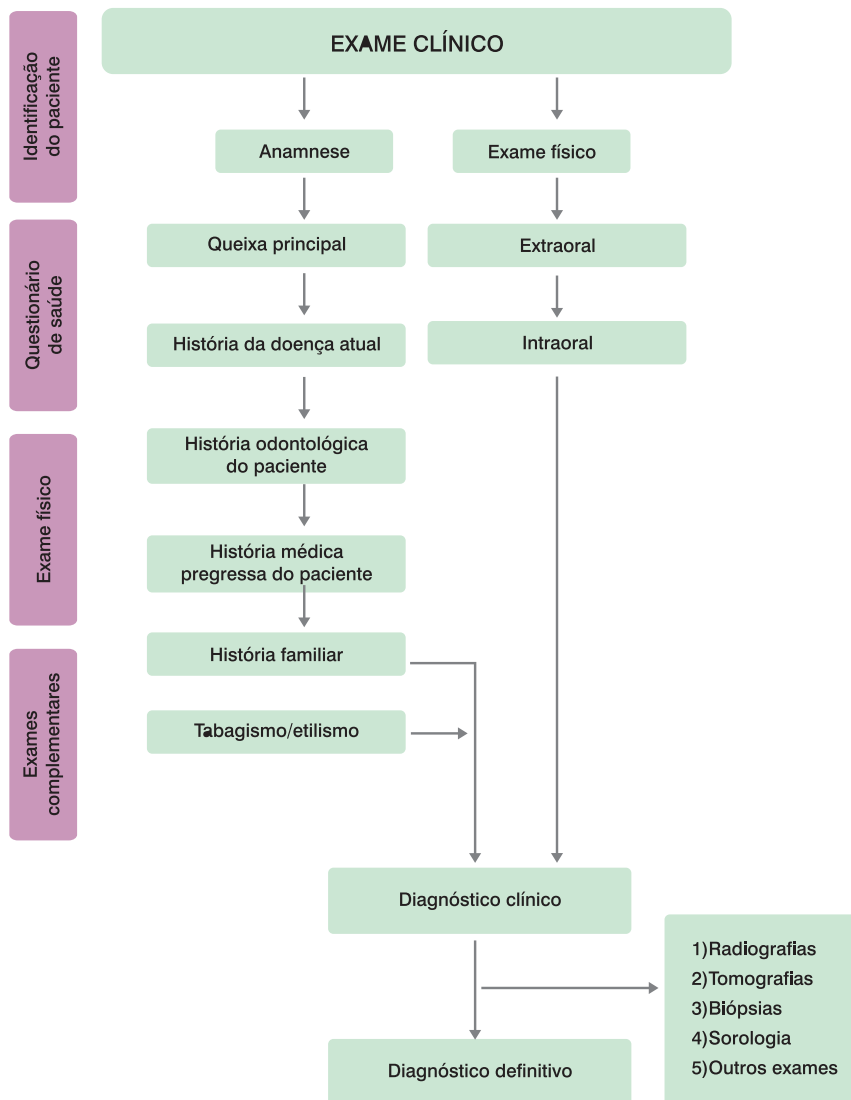 EXAME CLÍNICO
Identificação
do paciente
Anamnese
Exame físico
Questionário
de saúde
Queixa principal
Extraoral
História da doença atual
Intraoral
Exame físico
História odontológica
do paciente
História médica
pregressa do paciente
Exames
complementares
História familiar
Tabagismo/etilismo
Diagnóstico clínico
1)Radiografias
2)Tomografias
3)Biópsias
4)Sorologia
5)Outros exames
Diagnóstico definitivo